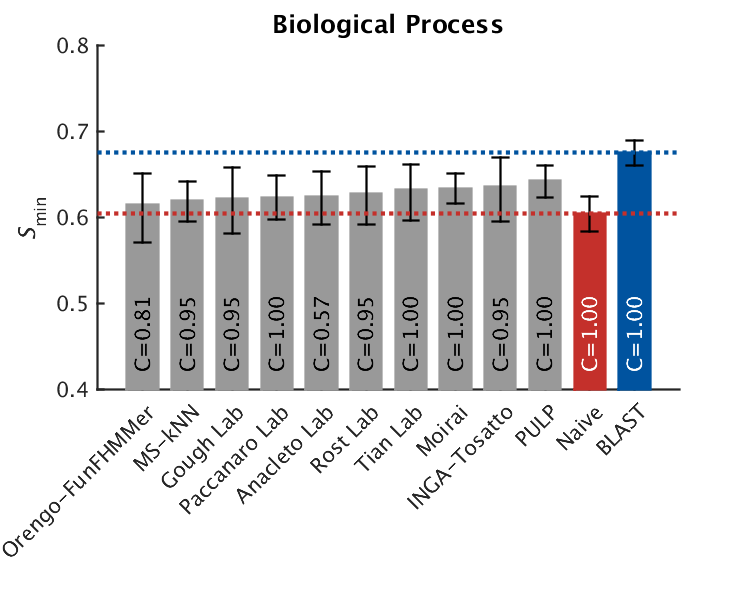 Biological Process
0.8
0.7
0.6
0.5
0.4
Smin
C=0.81
C=0.95
C=0.95
C=1.00
C=0.57
C=0.95
C=1.00
C=1.00
C=0.95
C=1.00
C=1.00
C=1.00
Orengo-FunFHMMer
MS-kNN
Gough Lab
Paccanaro Lab
Anacleto Lab
Rost Lab
Tian Lab
Moirai
INGA-Tosatto
PULP
Naive
BLAST